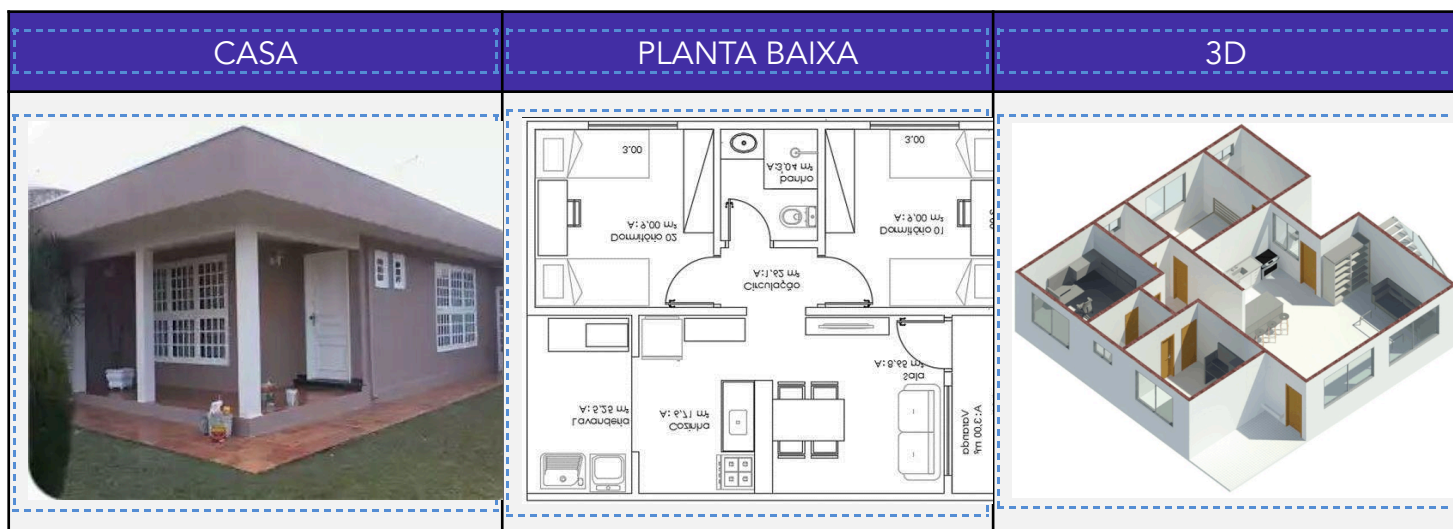 CASA
PLANTA BAIXA
3D
3,00
3,00
A:3,04 m²
banho
A: 9,00 m²
Dormitório 02
A: 9,00 m²
Dormitório 01
A:1,62 m²
Circulação
A: 8,65 m²
Sala
A: 5,25 m²
Lavanderia
A: 6,71 m²
Cozinha
A:3,00 m²
Varanda